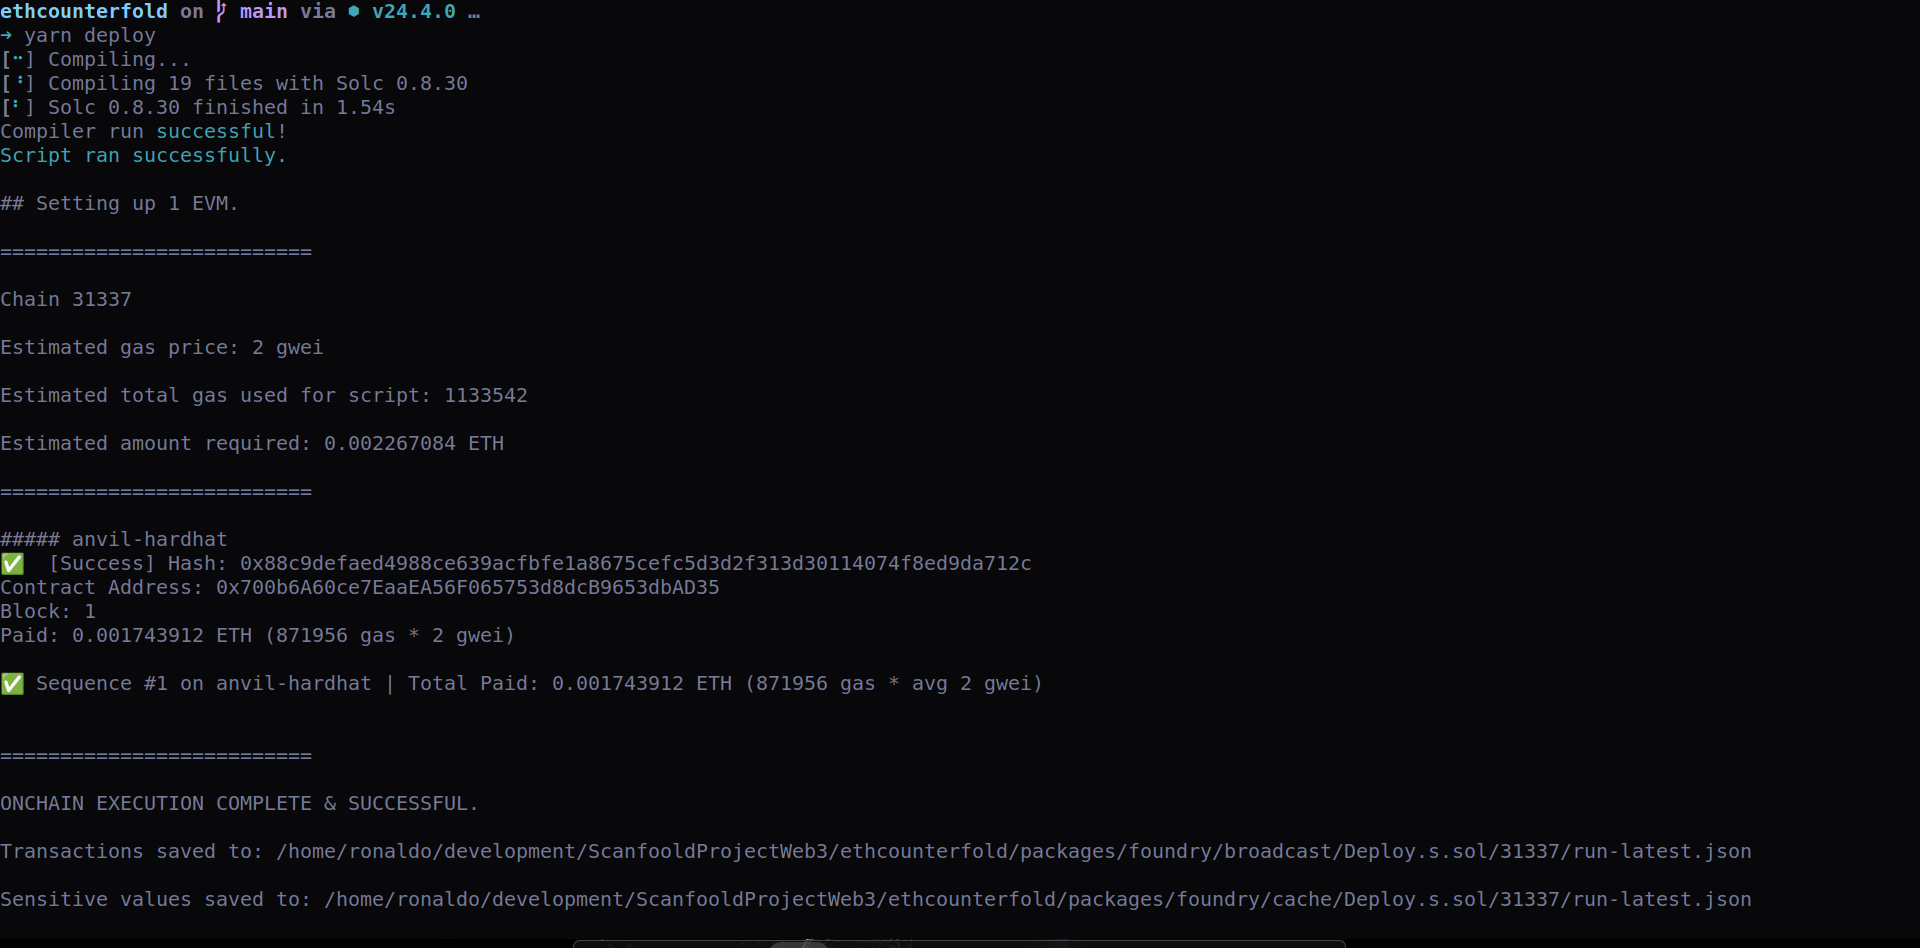 ethcounterfold on main via ⬢ v24.4.0 …
➜ yarn deploy
[⠒] Compiling...
[⠘] Compiling 19 files with Solc 0.8.30
[⠃] Solc 0.8.30 finished in 1.54s
Compiler run successful!
Script ran successfully.
## Setting up 1 EVM.
==========================
Chain 31337
Estimated gas price: 2 gwei
Estimated total gas used for script: 1133542
Estimated amount required: 0.002267084 ETH
==========================
##### anvil-hardhat
✅ [Success] Hash: 0x88c9defaed4988ce639acfbfe1a8675cefc5d3d2f313d30114074f8ed9da712c
Contract Address: 0x700b6A60ce7EaaEA56F065753d8dcB9653dbAD35
Block: 1
Paid: 0.001743912 ETH (871956 gas * 2 gwei)
✅ Sequence #1 on anvil-hardhat | Total Paid: 0.001743912 ETH (871956 gas * avg 2 gwei)
==========================
ONCHAIN EXECUTION COMPLETE & SUCCESSFUL.
Transactions saved to: /home/ronaldo/development/ScanfooldProjectWeb3/ethcounterfold/packages/foundry/broadcast/Deploy.s.sol/31337/run-latest.json
Sensitive values saved to: /home/ronaldo/development/ScanfooldProjectWeb3/ethcounterfold/packages/foundry/cache/Deploy.s.sol/31337/run-latest.json